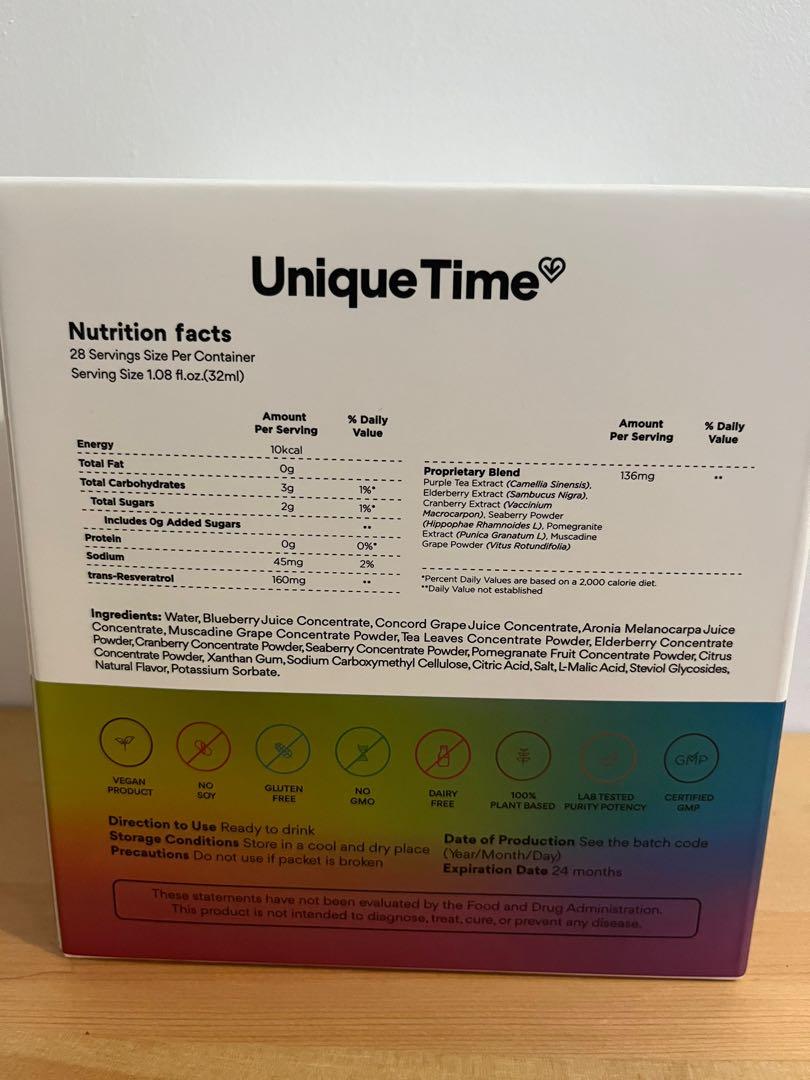 Unique Time
Nutrition facts
28 Servings Size Per Container
Serving Size 1.08 fl.oz.(32ml)
Amount Per Serving % Daily Value
Energy 10kcal
Total Fat 0g
Total Carbohydrates 3g 1%*
Total Sugars 2g 1%*
Includes 0g Added Sugars **
Protein 0g 0%*
Sodium 45mg 2%
trans-Resveratrol 160mg **
Amount Per Serving % Daily Value
Proprietary Blend 136mg **
Purple Tea Extract (Camellia Sinensis),
Elderberry Extract (Sambucus Nigra),
Cranberry Extract (Vaccinium
Macrocarpon), Seaberry Powder
(Hippophae Rhamnoides L), Pomegranite
Extract (Punica Granatum L), Muscadine
Grape Powder (Vitus Rotundifolia)
*Percent Daily Values are based on a 2,000 calorie diet.
**Daily Value not established
Ingredients: Water, Blueberry Juice Concentrate, Concord Grape Juice Concentrate, Aronia Melanocarpa Juice
Concentrate, Muscadine Grape Concentrate Powder, Tea Leaves Concentrate Powder, Elderberry Concentrate
Powder, Cranberry Concentrate Powder, Seaberry Concentrate Powder, Pomegranate Fruit Concentrate Powder, Citrus
Concentrate Powder, Xanthan Gum, Sodium Carboxymethyl Cellulose, Citric Acid, Salt, L-Malic Acid, Steviol Glycosides,
Natural Flavor, Potassium Sorbate.
VEGAN PRODUCT
NO SOY
GLUTEN FREE
NO GMO
DAIRY FREE
100% PLANT BASED
LAB TESTED PURITY POTENCY
GMP
CERTIFIED GMP
Direction to Use Ready to drink
Storage Conditions Store in a cool and dry place
Precautions Do not use if packet is broken
Date of Production See the batch code
(Year/Month/Day)
Expiration Date 24 months
These statements have not been evaluated by the Food and Drug Administration.
This product is not intended to diagnose, treat, cure, or prevent any disease.